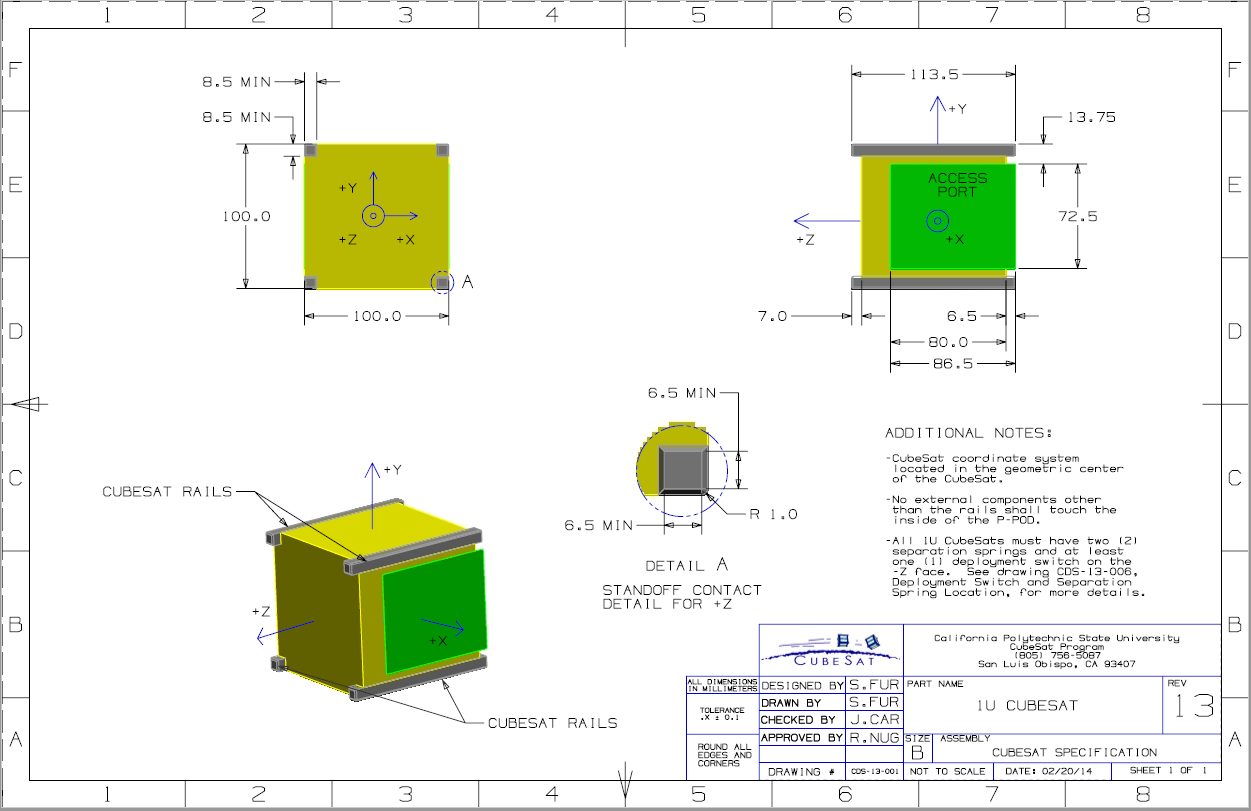 1 2 3 4 5 6 7 8
F
F
E
E
D
D
C
C
B
B
A
A
8.5 MIN
8.5 MIN
100.0
+Y
+Z
+X
100.0
A
113.5
+Y
13.75
ACCESS
PORT
72.5
+Z
+X
7.0
6.5
80.0
86.5
6.5 MIN
6.5 MIN
R 1.0
DETAIL A
STANDOFF CONTACT
DETAIL FOR +Z
CUBESAT RAILS
+Y
+Z
+X
CUBESAT RAILS
ADDITIONAL NOTES:
-CubeSat coordinate system
located in the geometric center
of the CubeSat.
-No external components other
than the rails shall touch the
inside of the P-POD.
-All 1U CubeSats must have two (2)
separation springs and at least
one (1) deployment switch on the
-Z face. See drawing CDS-13-006,
Deployment Switch and Separation
Spring Location, for more details.
CUBESAT
California Polytechnic State University
CubeSat Program
(805) 756-5087
San Luis Obispo, CA 93407
ALL DIMENSIONS
IN MILLIMETERS
TOLERANCE
.X ± 0.1
ROUND ALL
EDGES AND
CORNERS
DESIGNED BY S.FUR
DRAWN BY S.FUR
CHECKED BY J.CAR
APPROVED BY R.NUG
DRAWING # CDS-13-001
PART NAME
1U CUBESAT
REV
13
SIZE
B
ASSEMBLY
CUBESAT SPECIFICATION
NOT TO SCALE
DATE: 02/20/14
SHEET 1 OF 1
1 2 3 4 5 6 7 8